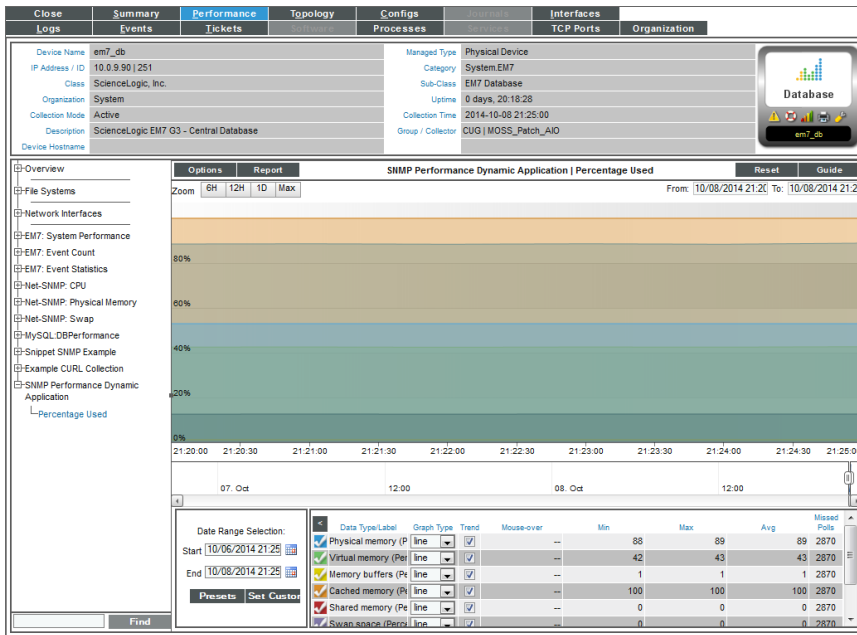 Close Summary Performance Topology Configs Journals Interfaces
Logs Events Tickets Software Processes Services TCP Ports Organization
Device Name em7_db Managed Type Physical Device
IP Address / ID 10.0.9.90 | 251 Category System.EM7
Class ScienceLogic, Inc. Sub-Class EM7 Database
Organization System Uptime 0 days, 20:18:28
Collection Mode Active Collection Time 2014-10-08 21:25:00
Description ScienceLogic EM7 G3 - Central Database Group / Collector CUG | MOSS_Patch_AIO
Device Hostname
Database
em7_db
Overview
File Systems
Network Interfaces
EM7: System Performance
EM7: Event Count
EM7: Event Statistics
Net-SNMP: CPU
Net-SNMP: Physical Memory
Net-SNMP: Swap
MySQL:DBPerformance
Snippet SNMP Example
Example CURL Collection
SNMP Performance Dynamic
Application
Percentage Used
Find
Options Report SNMP Performance Dynamic Application | Percentage Used Reset Guide
Zoom 6H 12H 1D Max From: 10/08/2014 21:20 To: 10/08/2014 21:2
80%
60%
40%
20%
0%
21:20:00 21:20:30 21:21:00 21:21:30 21:22:00 21:22:30 21:23:00 21:23:30 21:24:00 21:24:30 21:25:0
07. Oct 12:00 08. Oct 12:00
Date Range Selection:
Start 10/06/2014 21:25
End 10/08/2014 21:25
Presets Set Custor
< Data Type/Label Graph Type Trend Mouse-over Min Max Avg Missed Polls
Physical memory (P line -- 88 89 89 2870
Virtual memory (Per line -- 42 43 43 2870
Memory buffers (Pe line -- 1 1 1 2870
Cached memory (Pe line -- 100 100 100 2870
Shared memory (Pe line -- 0 0 0 2870
Swap space (Perc line -- 0 0 0 2870